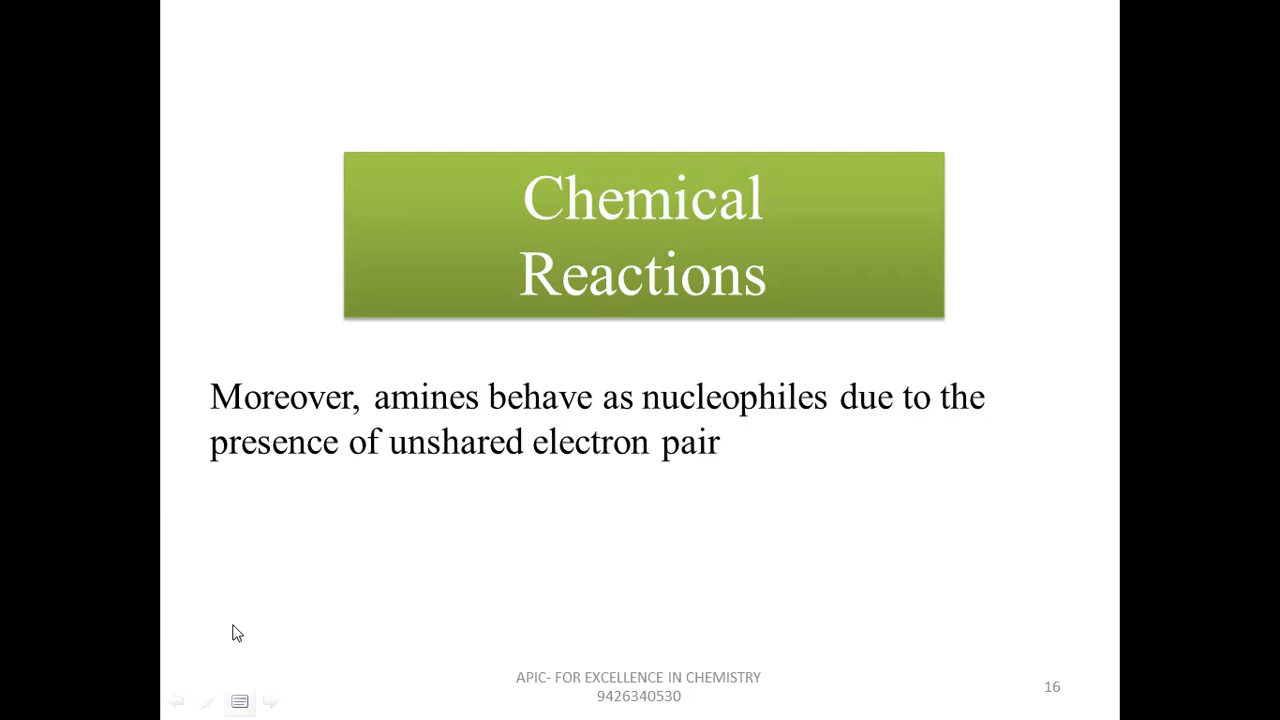 Chemical
Reactions
Moreover, amines behave as nucleophiles due to the
presence of unshared electron pair
APIC- FOR EXCELLENCE IN CHEMISTRY
9426340530
16